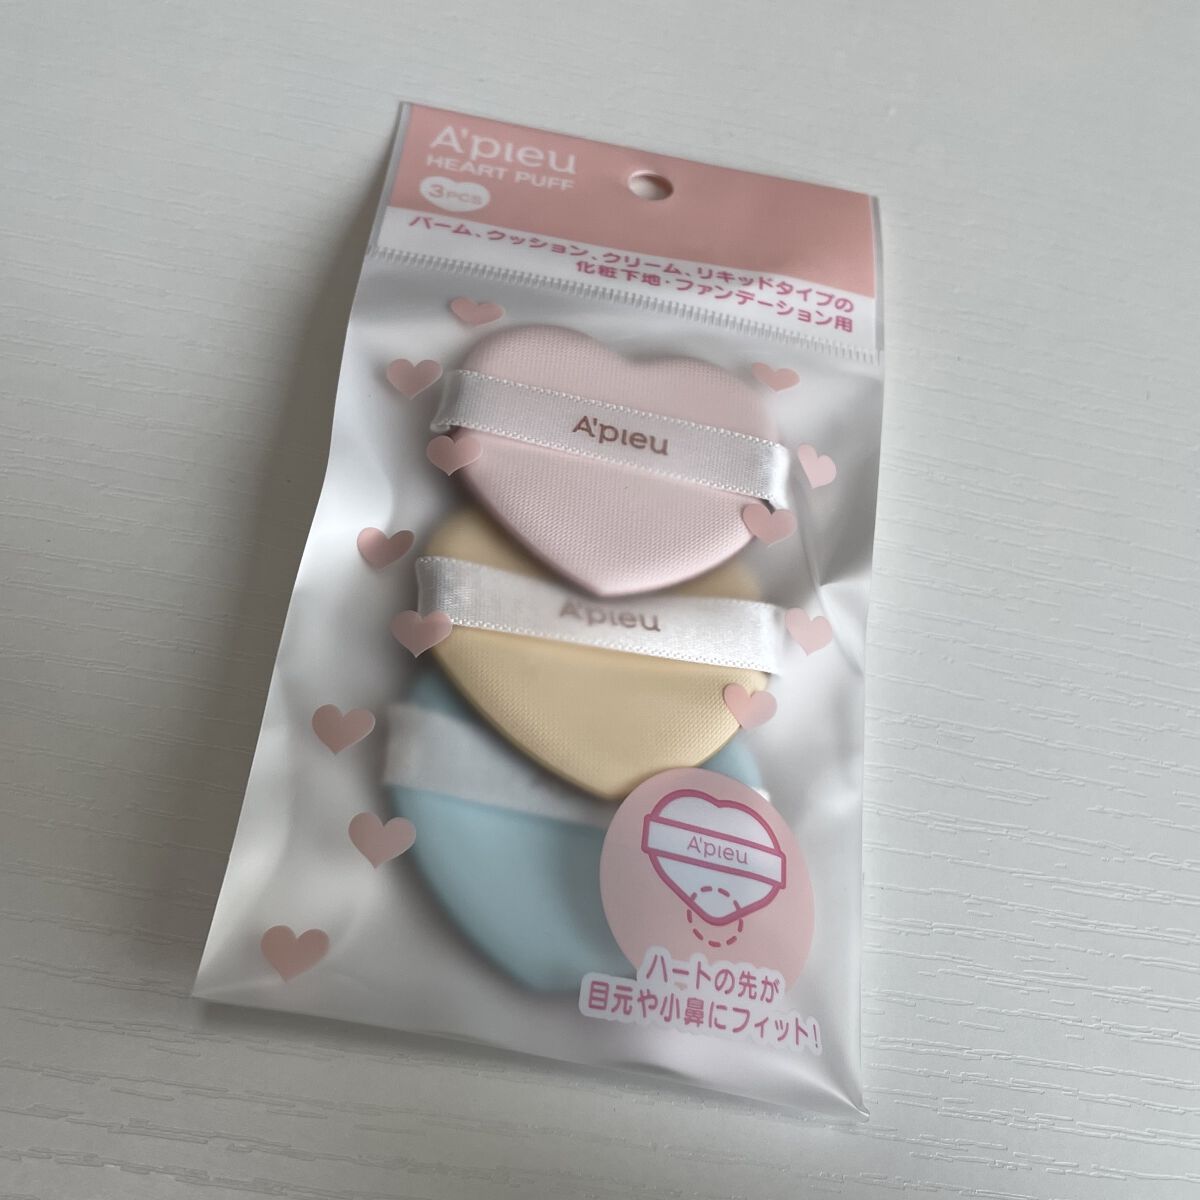 A'pieu
HEART PUFF
3PCS
バーム、クッション、クリーム、リキッドタイプの
化粧下地・ファンデーション用
A'pieu
A'pieu
A'pieu
ハートの先が
目元や小鼻にフィット!